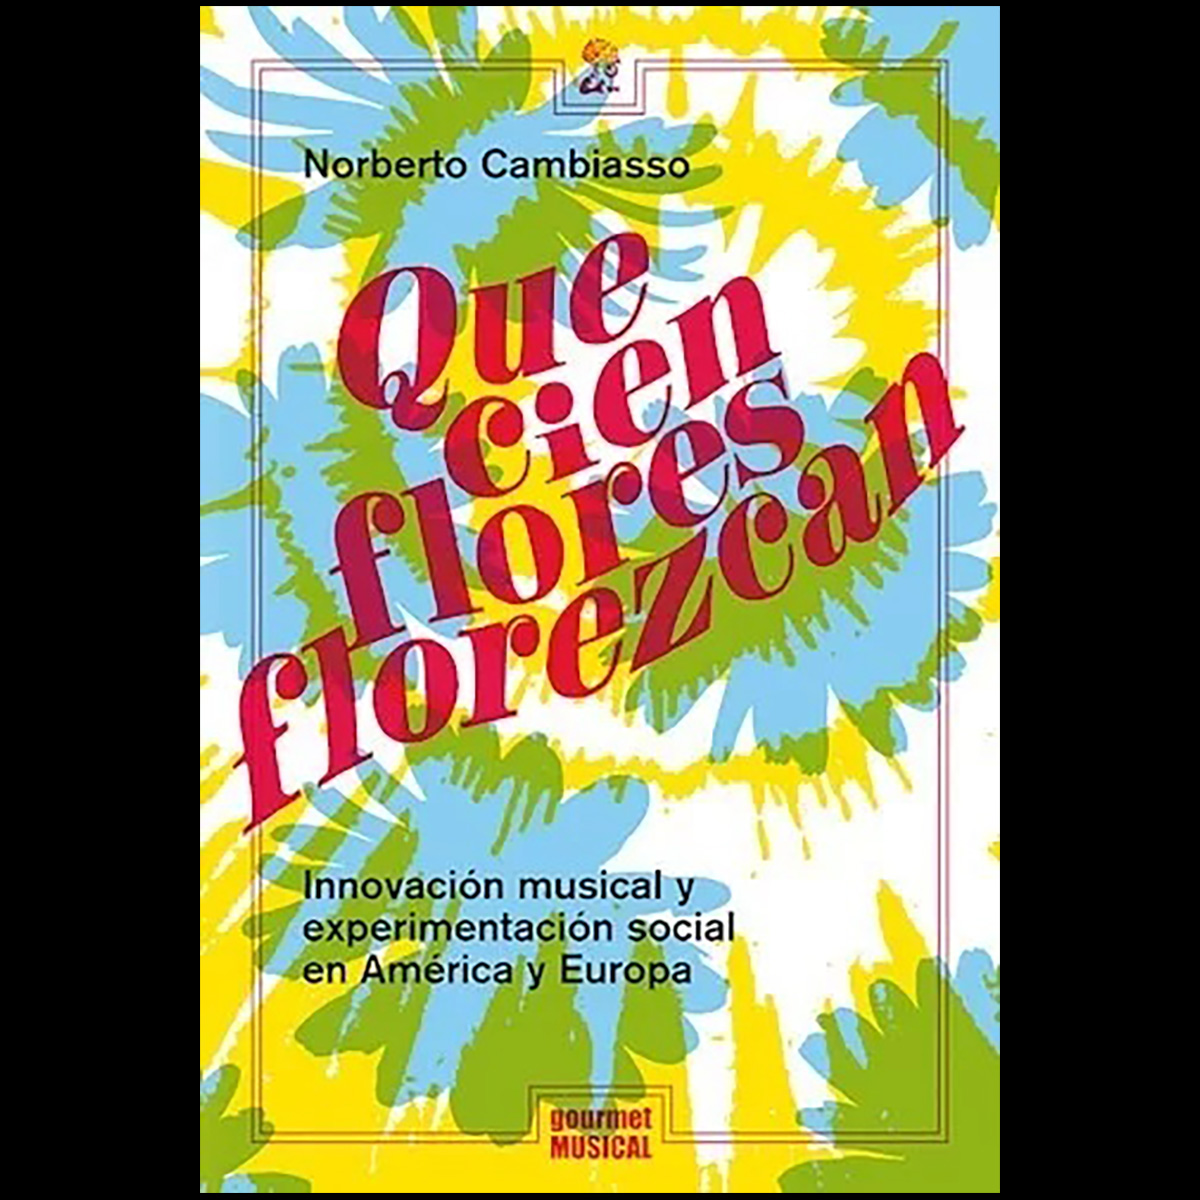 Norberto Cambiasso
Que
cien
flores
florezcan
Innovación musical y
experimentación social
en América y Europa
gourmet
MUSICAL